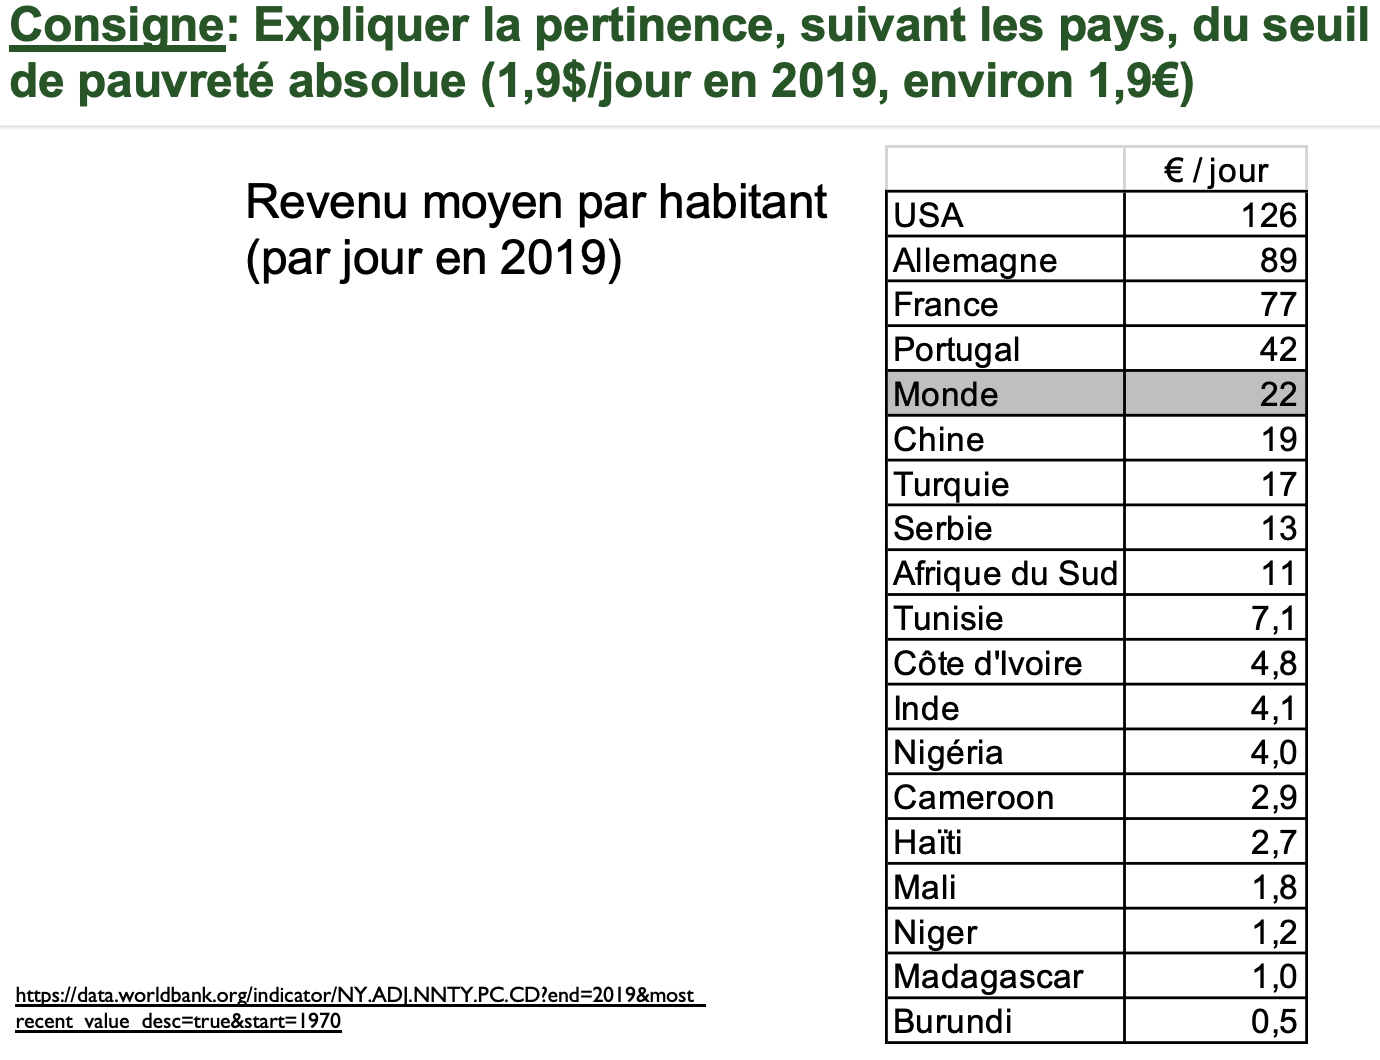 Consigne: Expliquer la pertinence, suivant les pays, du seuil
de pauvreté absolue (1,9$/jour en 2019, environ 1,9€)
Revenu moyen par habitant
(par jour en 2019)
€ / jour
USA 126
Allemagne 89
France 77
Portugal 42
Monde 22
Chine 19
Turquie 17
Serbie 13
Afrique du Sud 11
Tunisie 7,1
Côte d'Ivoire 4,8
Inde 4,1
Nigéria 4,0
Cameroon 2,9
Haïti 2,7
Mali 1,8
Niger 1,2
Madagascar 1,0
Burundi 0,5
https://data.worldbank.org/indicator/NY.ADJ.NNTY.PC.CD?end=2019&most_
recent_value_desc=true&start=1970